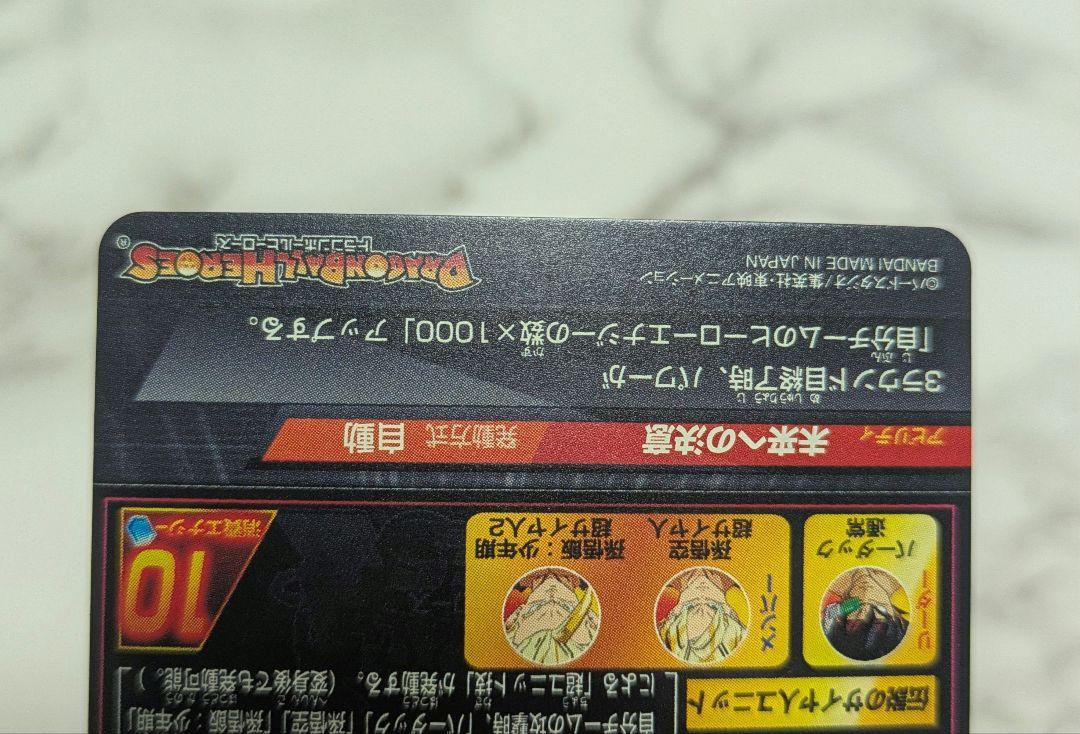 伝説のサイヤ人ユニット
自分チームの攻撃時、「バーダック」「孫悟空」「孫悟飯：少年期」
による「超ユニット技」が発動する。（変身後でも発動可能。）
リーダー
バーダック
通常
メンバー
孫悟空
超サイヤ人
孫悟飯：少年期
超サイヤ人2
10
消費エナジー
アビリティ 未来への決意 発動方式 自動
3ラウンド目終了時、パワーが
「自分チームのヒーローエナジーの数×1000」アップする。
©バードスタジオ/集英社・東映アニメーション
BANDAI MADE IN JAPAN
DRAGONBALL HEROES®
ドラゴンボールヒーローズ